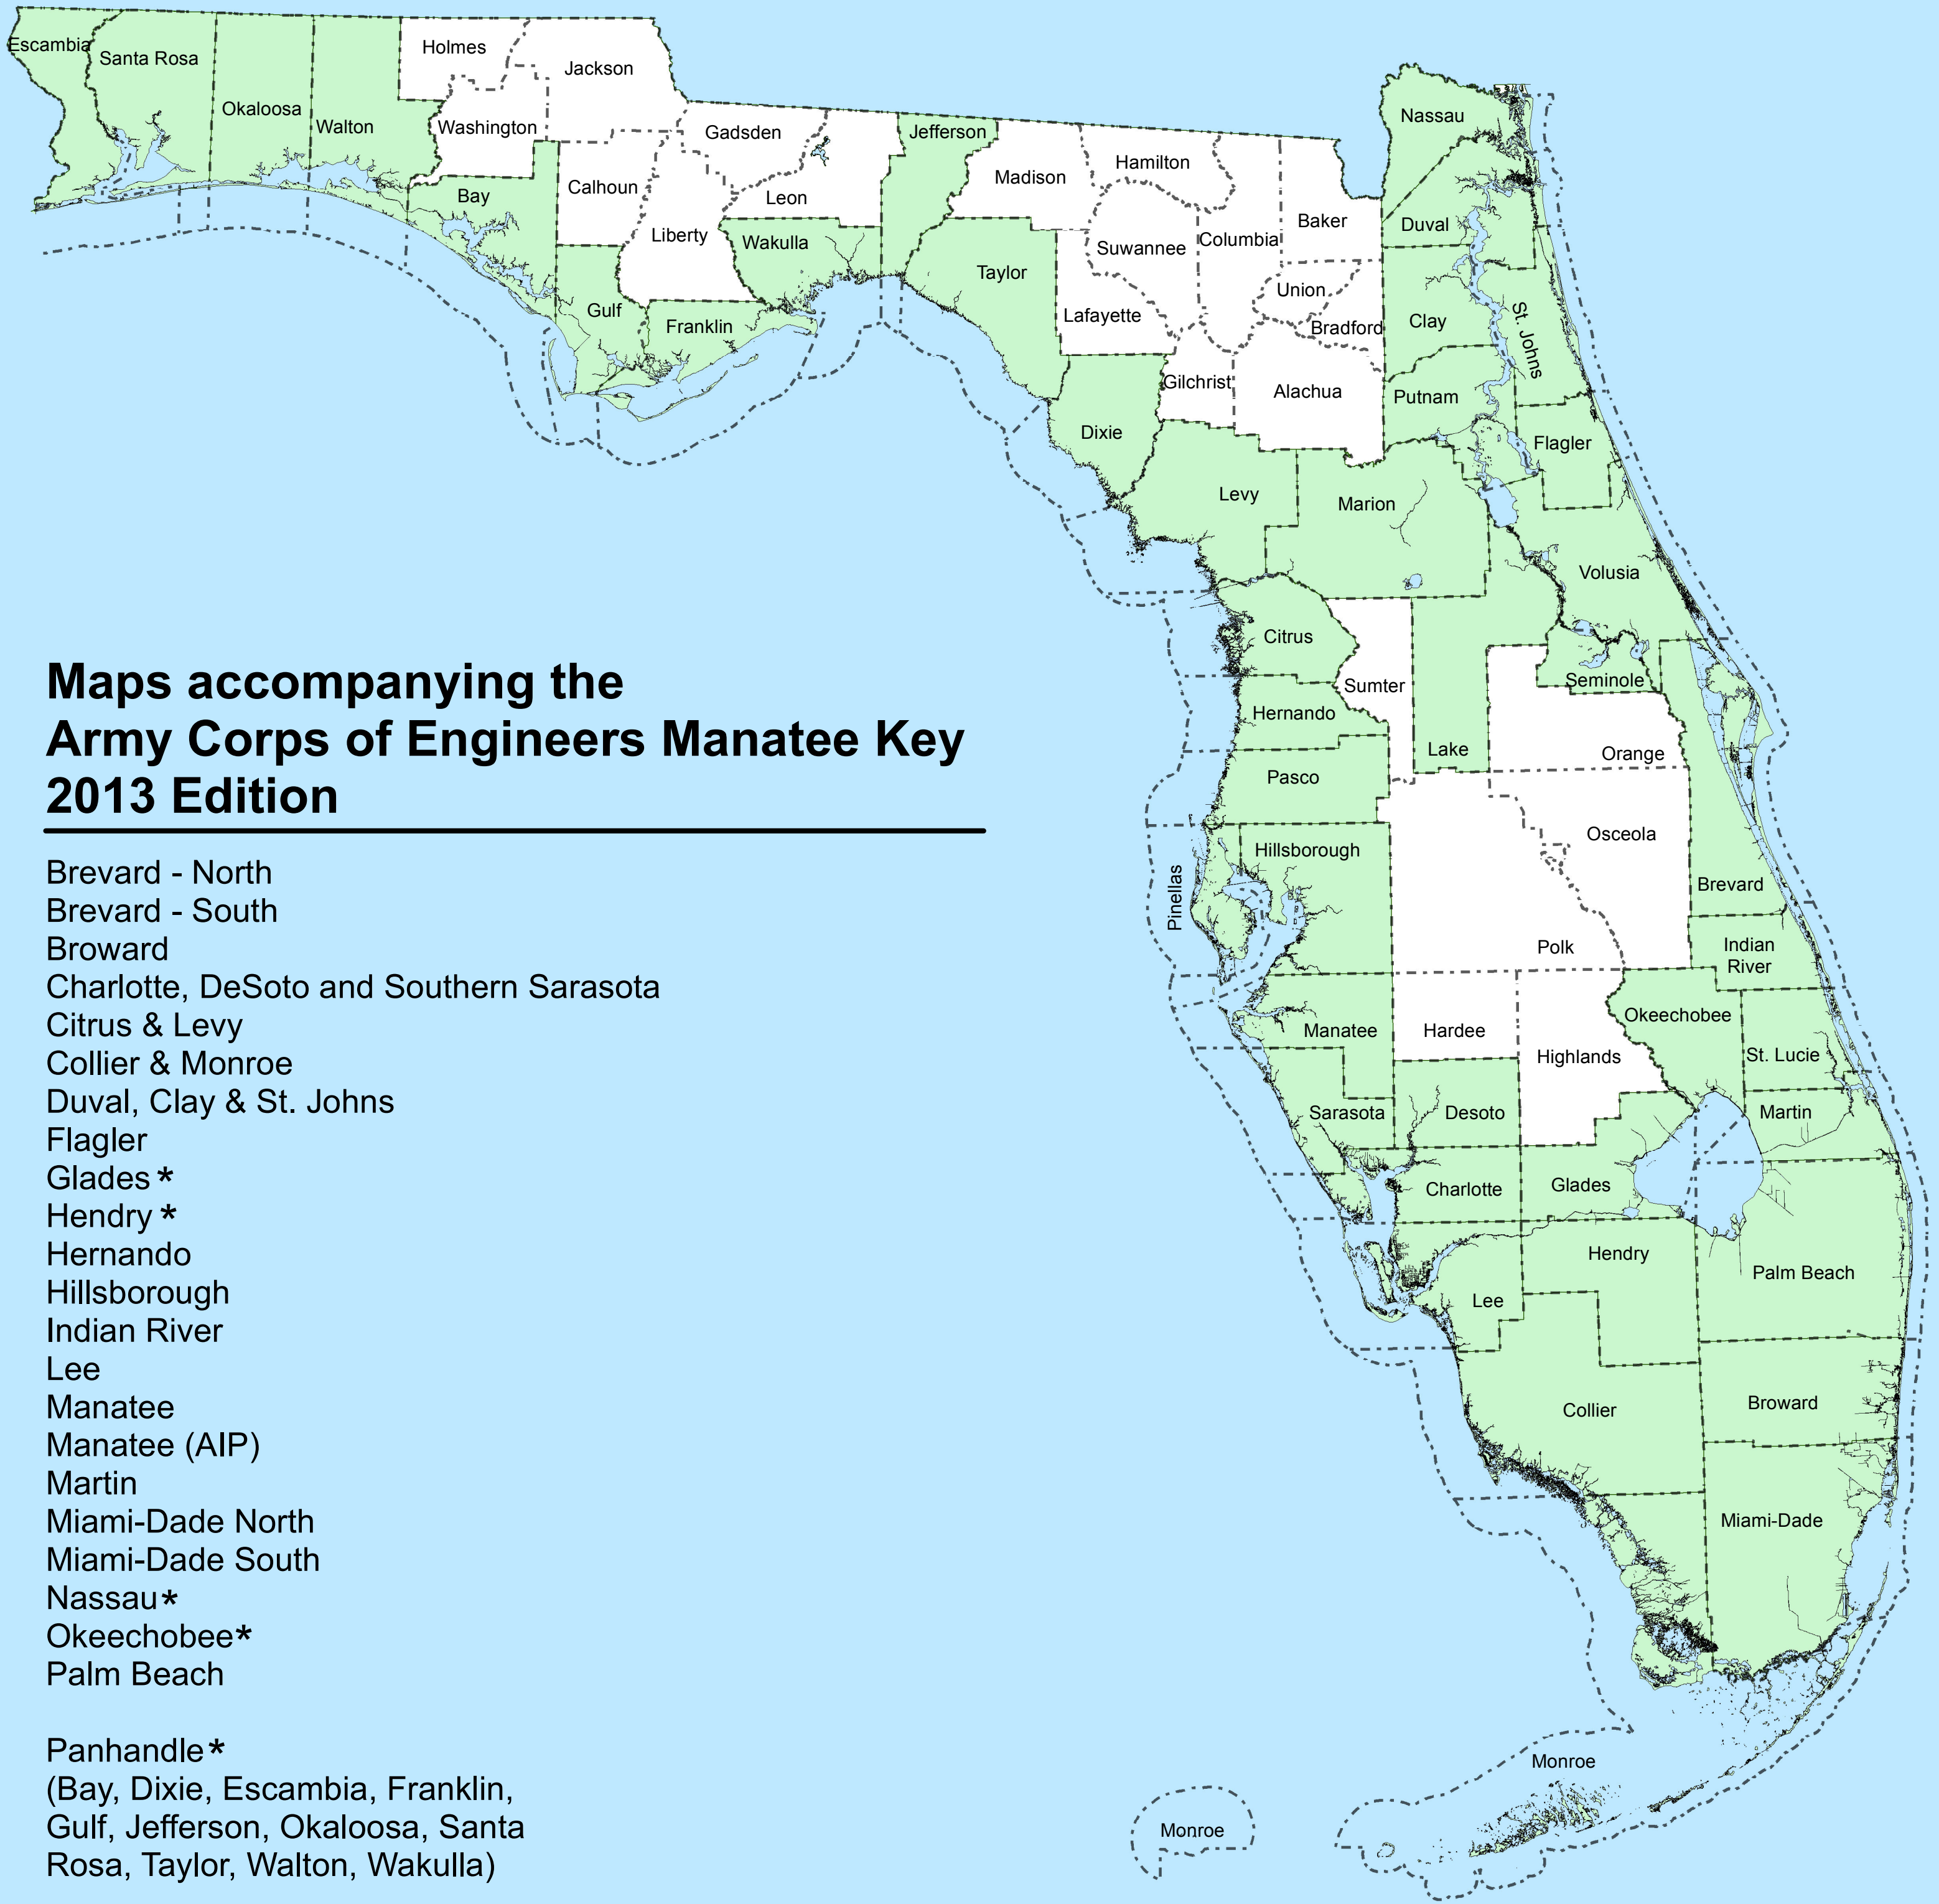 Maps accompanying the
Army Corps of Engineers Manatee Key
2013 Edition
Brevard - North
Brevard - South
Broward
Charlotte, DeSoto and Southern Sarasota
Citrus & Levy
Collier & Monroe
Duval, Clay & St. Johns
Flagler
Glades*
Hendry*
Hernando
Hillsborough
Indian River
Lee
Manatee
Manatee (AIP)
Martin
Miami-Dade North
Miami-Dade South
Nassau*
Okeechobee*
Palm Beach
Panhandle*
(Bay, Dixie, Escambia, Franklin,
Gulf, Jefferson, Okaloosa, Santa
Rosa, Taylor, Walton, Wakulla)
Escambia
Santa Rosa
Okaloosa
Walton
Holmes
Jackson
Washington
Bay
Calhoun
Gadsden
Leon
Liberty
Wakulla
Gulf
Franklin
Jefferson
Madison
Taylor
Hamilton
Suwannee
Columbia
Baker
Union
Bradford
Lafayette
Gilchrist
Alachua
Dixie
Levy
Marion
Nassau
Duval
Clay
St. Johns
Putnam
Flagler
Volusia
Citrus
Sumter
Hernando
Lake
Seminole
Orange
Pasco
Hillsborough
Pinellas
Osceola
Polk
Brevard
Indian
River
Manatee
Hardee
Highlands
Okeechobee
St. Lucie
Sarasota
Desoto
Martin
Charlotte
Glades
Hendry
Palm Beach
Lee
Collier
Broward
Miami-Dade
Monroe
Monroe